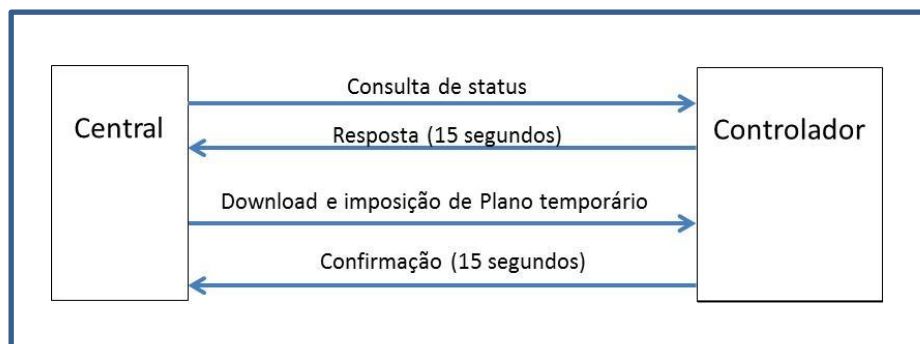 Central
Consulta de status
Resposta (15 segundos)
Download e imposição de Plano temporário
Confirmação (15 segundos)
Controlador